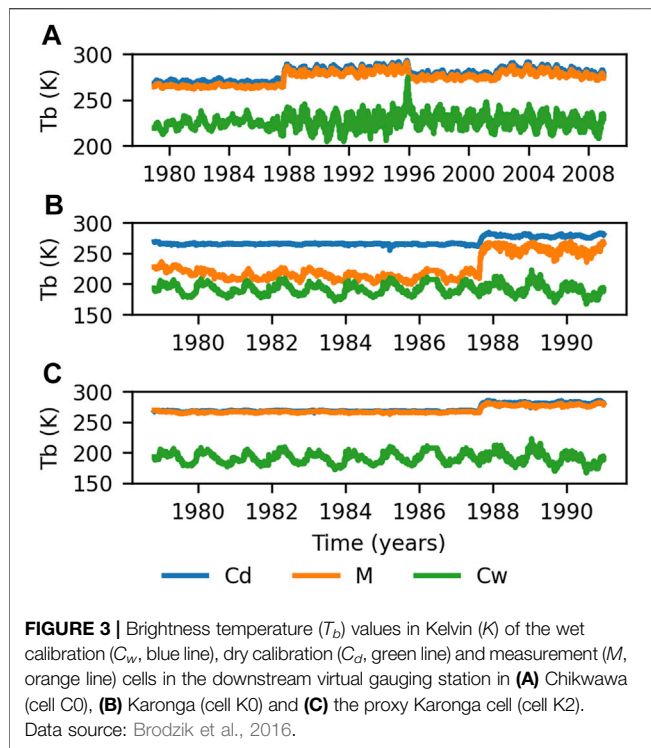 A
Tb (K)
300
250
200
1980 1984 1988 1992 1996 2000 2004 2008
B
Tb (K)
300
250
200
150
1980 1982 1984 1986 1988 1990
C
Tb (K)
300
250
200
150
1980 1982 1984 1986 1988 1990
Time (years)
Cd M Cw
FIGURE 3 | Brightness temperature (Tb) values in Kelvin (K) of the wet
calibration (Cw, blue line), dry calibration (Cd, green line) and measurement (M,
orange line) cells in the downstream virtual gauging station in (A) Chikwawa
(cell C0), (B) Karonga (cell K0) and (C) the proxy Karonga cell (cell K2).
Data source: Brodzik et al., 2016.